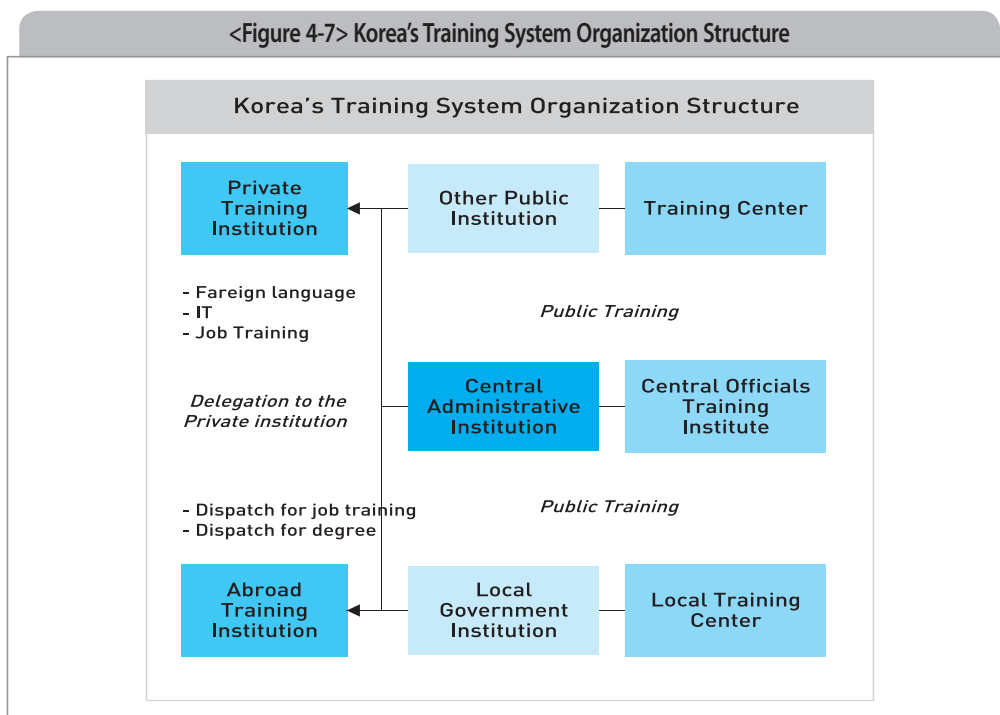 <Figure 4-7> Korea's Training System Organization Structure
Korea's Training System Organization Structure
Private
Training
Institution
Other Public
Institution
Training Center
- Fareign language
- IT
- Job Training
Public Training
Delegation to the
Private institution
Central
Administrative
Institution
Central Officials
Training
Institute
- Dispatch for job training
- Dispatch for degree
Public Training
Abroad
Training
Institution
Local
Government
Institution
Local Training
Center